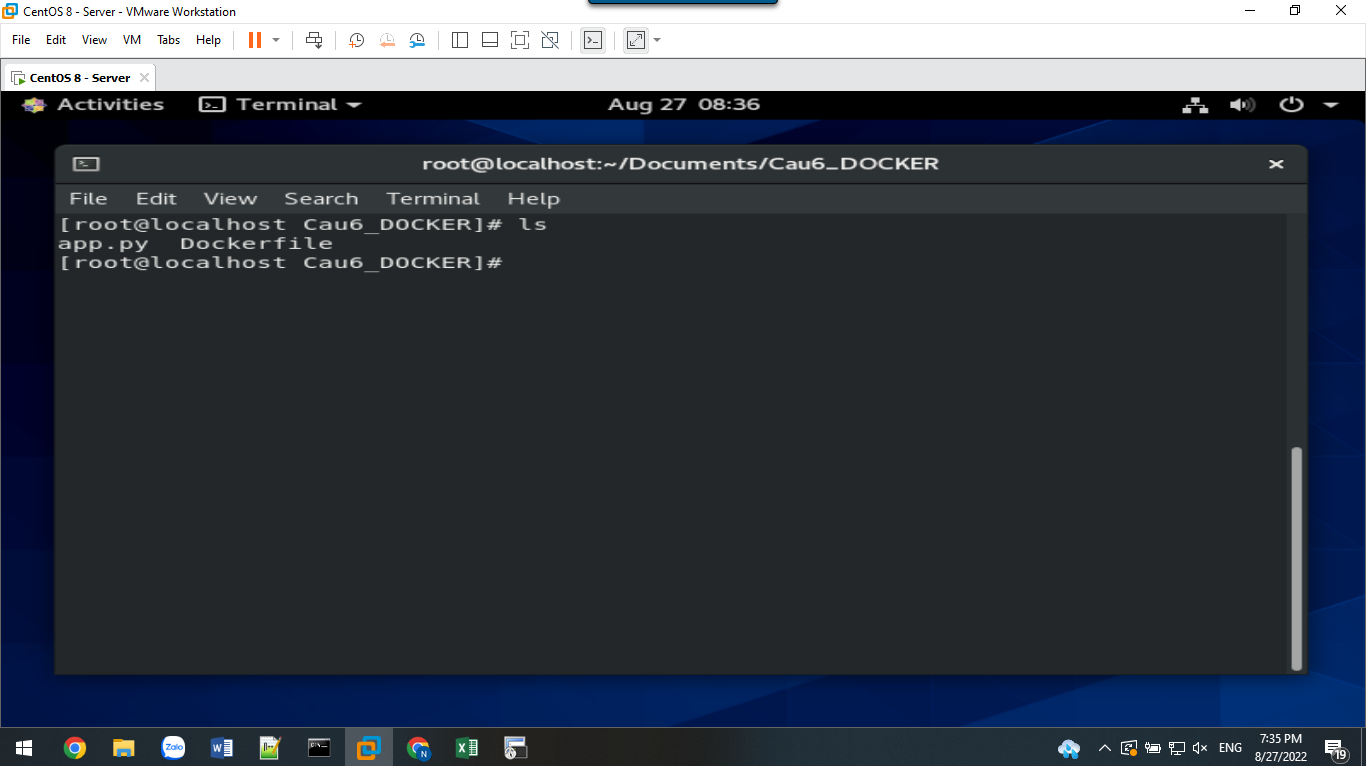 CentOS 8 - Server - VMware Workstation
File Edit View VM Tabs Help
CentOS 8 - Server
Activities Terminal Aug 27 08:36
root@localhost:~/Documents/Cau6_DOCKER
File Edit View Search Terminal Help
[root@localhost Cau6_DOCKER]# ls
app.py Dockerfile
[root@localhost Cau6_DOCKER]#
Zalo
ENG
7:35 PM
8/27/2022
19